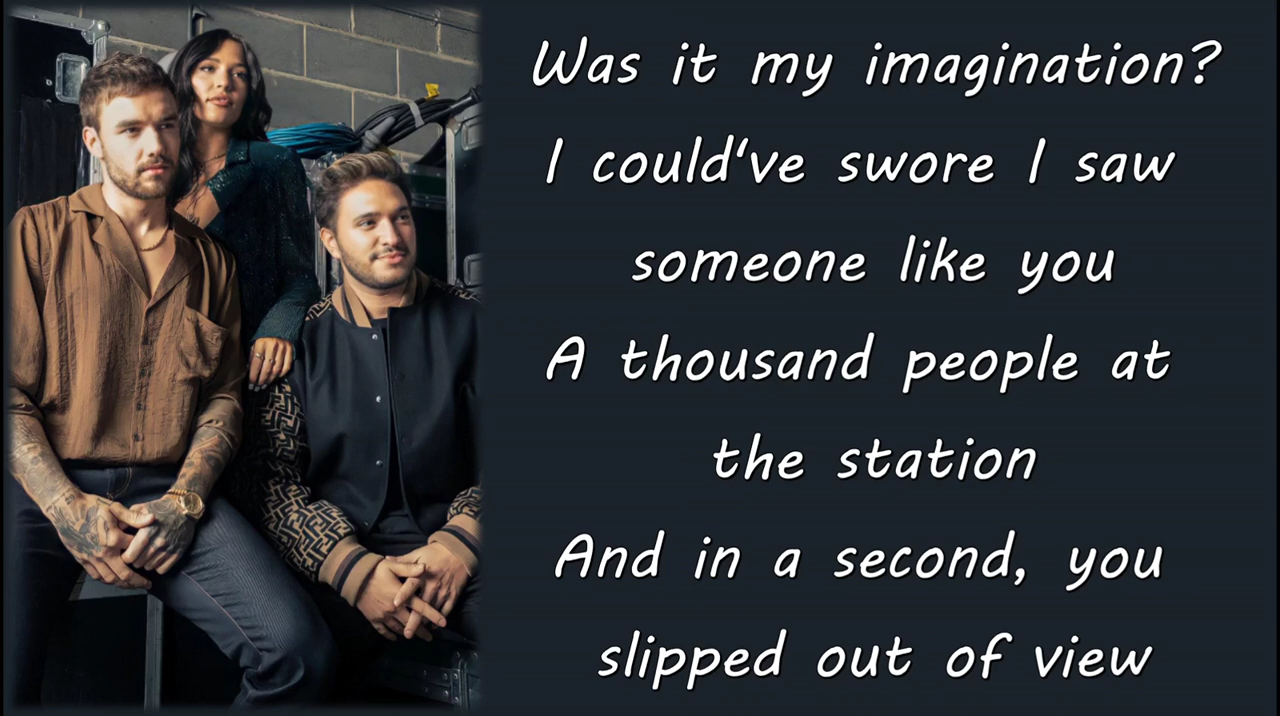 Was it my imagination?
I could've swore I saw
someone like you
A thousand people at
the station
And in a second, you
slipped out of view